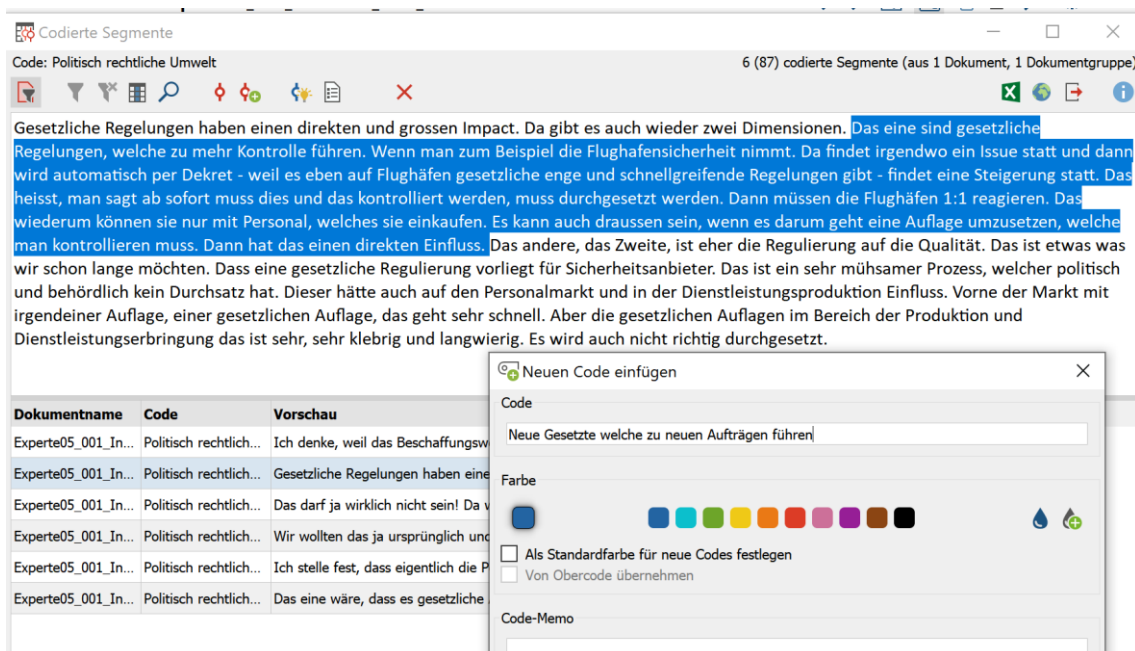 Codierte Segmente
Code: Politisch rechtliche Umwelt
6 (87) codierte Segmente (aus 1 Dokument, 1 Dokumentgruppe)
Gesetzliche Regelungen haben einen direkten und grossen Impact. Da gibt es auch wieder zwei Dimensionen. Das eine sind gesetzliche
Regelungen, welche zu mehr Kontrolle führen. Wenn man zum Beispiel die Flughafensicherheit nimmt. Da findet irgendwo ein Issue statt und dann
wird automatisch per Dekret - weil es eben auf Flughäfen gesetzliche enge und schnellgreifende Regelungen gibt - findet eine Steigerung statt. Das
heisst, man sagt ab sofort muss dies und das kontrolliert werden, muss durchgesetzt werden. Dann müssen die Flughäfen 1:1 reagieren. Das
wiederum können sie nur mit Personal, welches sie einkaufen. Es kann auch draussen sein, wenn es darum geht eine Auflage umzusetzen, welche
man kontrollieren muss. Dann hat das einen direkten Einfluss. Das andere, das Zweite, ist eher die Regulierung auf die Qualität. Das ist etwas was
wir schon lange möchten. Dass eine gesetzliche Regulierung vorliegt für Sicherheitsanbieter. Das ist ein sehr mühsamer Prozess, welcher politisch
und behördlich kein Durchsatz hat. Dieser hätte auch auf den Personalmarkt und in der Dienstleistungsproduktion Einfluss. Vorne der Markt mit
irgendeiner Auflage, einer gesetzlichen Auflage, das geht sehr schnell. Aber die gesetzlichen Auflagen im Bereich der Produktion und
Dienstleistungserbringung das ist sehr, sehr klebrig und langwierig. Es wird auch nicht richtig durchgesetzt.
Dokumentname Code Vorschau
Experte05_001_In... Politisch rechtlich... Ich denke, weil das
Experte05_001_In... Politisch rechtlich... Gesetzliche Regelungen haben eine
Experte05_001_In... Politisch rechtlich... Das darf ja wirklich nicht sein! Da
Experte05_001_In... Politisch rechtlich... Wir wollten das ja ursprünglich
Experte05_001_In... Politisch rechtlich... Ich stelle fest, dass eigentlich die
Experte05_001_In... Politisch rechtlich... Das eine wäre, dass es gesetzliche
Neuen Code einfügen
Code
Neue Gesetzte welche zu neuen Aufträgen führen
Farbe
Als Standardfarbe für neue Codes festlegen
Von Obercode übernehmen
Code-Memo